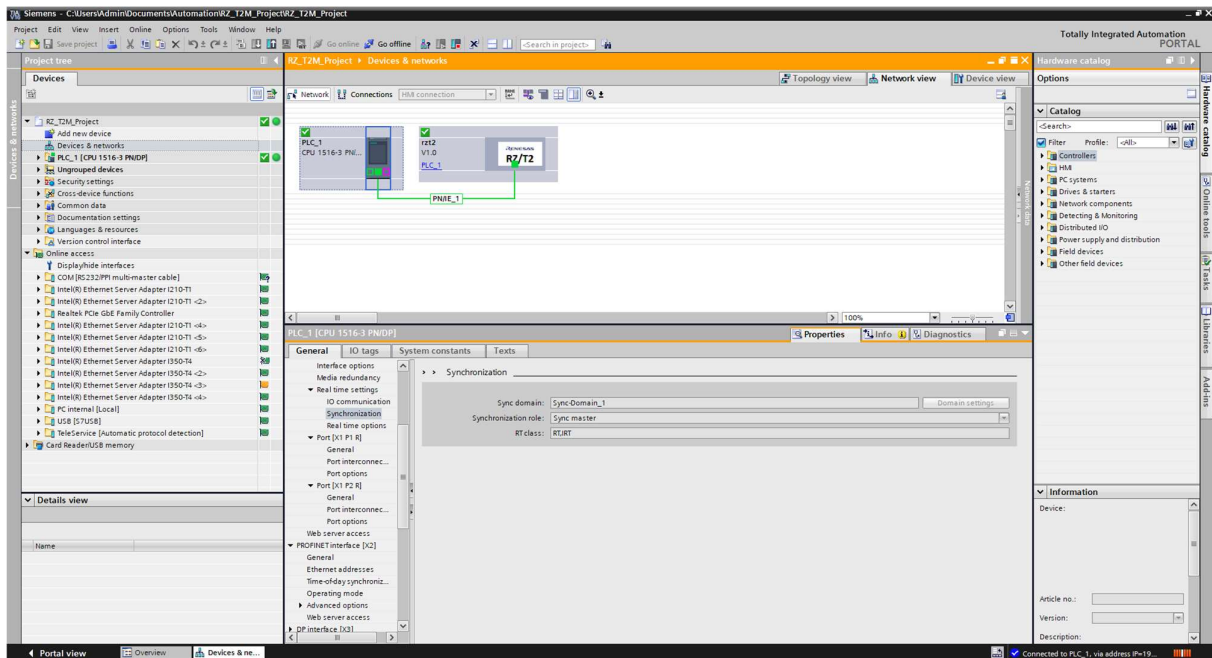 Siemens - C:\Users\Admin\Documents\Automation\RZ_T2M_Project\RZ_T2M_Project
Project Edit View Insert Online Options Tools Window Help
Totally Integrated Automation
PORTAL
Save project
Go online
Go offline
<Search in project>
Project tree
RZ_T2M_Project
Devices & networks
Hardware catalog
Devices
Topology view
Network view
Device view
Options
Network
Connections
HMI connection
Devices & networks
RZ_T2M_Project
Add new device
Devices & networks
PLC_1 [CPU 1516-3 PN/DP]
Ungrouped devices
Security settings
Cross-device functions
Common data
Documentation settings
Languages & resources
Version control interface
Online access
Display/hide interfaces
COM [RS232/PPI multi-master cable]
Intel(R) Ethernet Server Adapter I210-T1
Intel(R) Ethernet Server Adapter I210-T1 <2>
Realtek PCIe GbE Family Controller
Intel(R) Ethernet Server Adapter I210-T1 <4>
Intel(R) Ethernet Server Adapter I210-T1 <5>
Intel(R) Ethernet Server Adapter I210-T1 <6>
Intel(R) Ethernet Server Adapter I350-T4
Intel(R) Ethernet Server Adapter I350-T4 <2>
Intel(R) Ethernet Server Adapter I350-T4 <3>
Intel(R) Ethernet Server Adapter I350-T4 <4>
PC internal [Local]
USB [S7USB]
TeleService [Automatic protocol detection]
Card Reader/USB memory
Details view
Name
PLC_1
CPU 1516-3 PN/...
rzt2
V1.0
PLC_1
RENESAS
RZ/T2
PN/IE_1
Network data
100%
PLC_1 [CPU 1516-3 PN/DP]
Properties
Info
Diagnostics
General
IO tags
System constants
Texts
Interface options
Media redundancy
Real time settings
IO communication
Synchronization
Real time options
Port [X1 P1 R]
General
Port interconnec...
Port options
Port [X1 P2 R]
General
Port interconnec...
Port options
Web server access
PROFINET interface [X2]
General
Ethernet addresses
Time-of-day synchroniz...
Operating mode
Advanced options
Web server access
DP interface [X3]
> > Synchronization
Sync domain: Sync-Domain_1
Domain settings
Synchronization role: Sync master
RT class: RT,IRT
Catalog
<Search>
Filter
Profile: <All>
Controllers
HMI
PC systems
Drives & starters
Network components
Detecting & Monitoring
Distributed I/O
Power supply and distribution
Field devices
Other field devices
Information
Device:
Article no.:
Version:
Description:
Hardware catalog
Online tools
Tasks
Libraries
Add-ins
Portal view
Overview
Devices & ne...
Connected to PLC_1, via address IP=19...